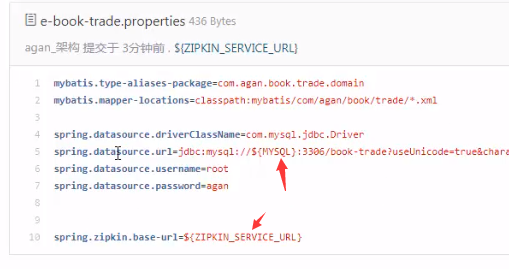 e-book-trade.properties 436 Bytes
agan_架构 提交于 3分钟前 . ${ZIPKIN_SERVICE_URL}
1 mybatis.type-aliases-package=com.agan.book.trade.domain
2 mybatis.mapper-locations=classpath:mybatis/com/agan/book/trade/*.xml
3
4 spring.datasource.driverClassName=com.mysql.jdbc.Driver
5 spring.datasource.url=jdbc:mysql://${MYSQL}:3306/book-trade?useUnicode=true&chara
6 spring.datasource.username=root
7 spring.datasource.password=agan
8
9
10 spring.zipkin.base-url=${ZIPKIN_SERVICE_URL}